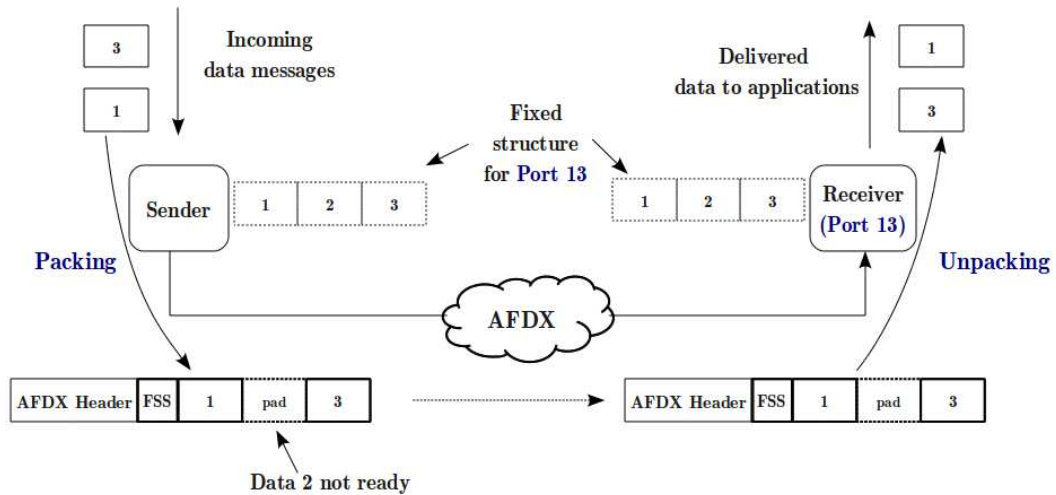 3
1
Incoming
data messages
Delivered
data to applications
1
3
Fixed
structure
for Port 13
Sender
1 2 3
1 2 3
Receiver
(Port 13)
Packing
Unpacking
AFDX
AFDX Header FSS 1 pad 3
AFDX Header FSS 1 pad 3
Data 2 not ready